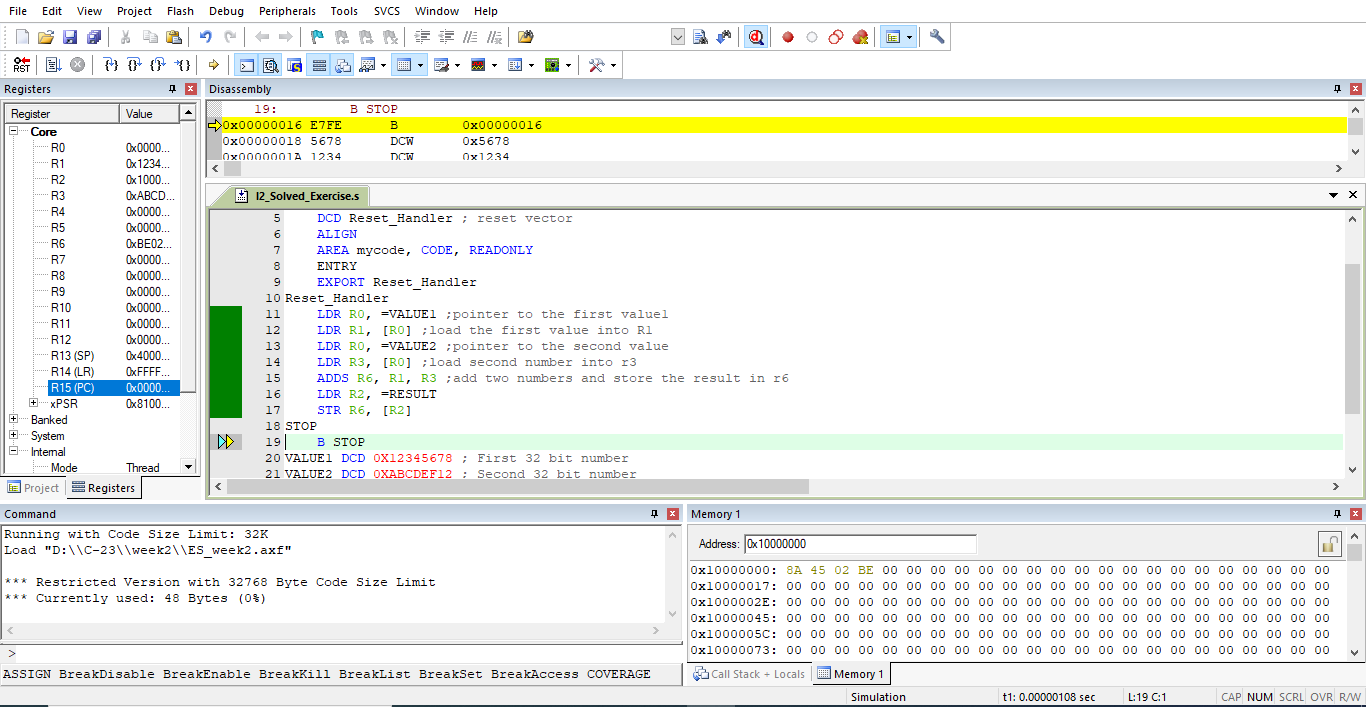 File Edit View Project Flash Debug Peripherals Tools SVCS Window Help
RST
Registers
Register Value
Core
R0 0x0000...
R1 0x1234...
R2 0x1000...
R3 0xABCD...
R4 0x0000...
R5 0x0000...
R6 0xBE02...
R7 0x0000...
R8 0x0000...
R9 0x0000...
R10 0x0000...
R11 0x0000...
R12 0x0000...
R13 (SP) 0x4000...
R14 (LR) 0xFFFF...
R15 (PC) 0x0000...
xPSR 0x8100...
Banked
System
Internal
Mode Thread
Project Registers
Disassembly
19: B STOP
0x00000016 E7FE B 0x00000016
0x00000018 5678 DCW 0x5678
0x0000001A 1234 DCW 0x1234
l2_Solved_Exercise.s
5 DCD Reset_Handler ; reset vector
6 ALIGN
7 AREA mycode, CODE, READONLY
8 ENTRY
9 EXPORT Reset_Handler
10 Reset_Handler
11 LDR R0, =VALUE1 ;pointer to the first value1
12 LDR R1, [R0] ;load the first value into R1
13 LDR R0, =VALUE2 ;pointer to the second value
14 LDR R3, [R0] ;load second number into r3
15 ADDS R6, R1, R3 ;add two numbers and store the result in r6
16 LDR R2, =RESULT
17 STR R6, [R2]
18 STOP
19 B STOP
20 VALUE1 DCD 0X12345678 ; First 32 bit number
21 VALUE2 DCD 0XABCDEF12 ; Second 32 bit number
Command
Running with Code Size Limit: 32K
Load "D:\\C-23\\week2\\ES_week2.axf"
*** Restricted Version with 32768 Byte Code Size Limit
*** Currently used: 48 Bytes (0%)
>
ASSIGN BreakDisable BreakEnable BreakKill BreakList BreakSet BreakAccess COVERAGE
Memory 1
Address: 0x10000000
0x10000000: 8A 45 02 BE 00 00 00 00 00 00 00 00 00 00 00 00 00 00 00 00 00 00 00
0x10000017: 00 00 00 00 00 00 00 00 00 00 00 00 00 00 00 00 00 00 00 00 00 00 00
0x1000002E: 00 00 00 00 00 00 00 00 00 00 00 00 00 00 00 00 00 00 00 00 00 00 00
0x10000045: 00 00 00 00 00 00 00 00 00 00 00 00 00 00 00 00 00 00 00 00 00 00 00
0x1000005C: 00 00 00 00 00 00 00 00 00 00 00 00 00 00 00 00 00 00 00 00 00 00 00
0x10000073: 00 00 00 00 00 00 00 00 00 00 00 00 00 00 00 00 00 00 00 00 00 00 00
Call Stack + Locals Memory 1
Simulation t1: 0.00000108 sec L:19 C:1 CAP NUM SCRL OVR R/W